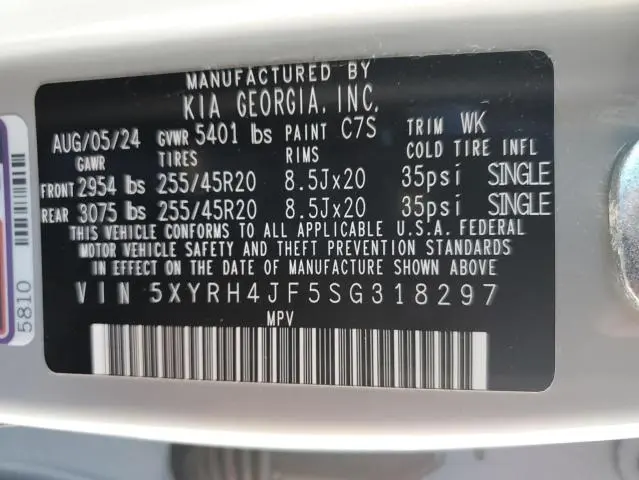 MANUFACTURED BY
KIA GEORGIA, INC,
AUG/05/24 GVWR 5401 lbs PAINT C7S TRIM WK
GAWR TIRES RIMS COLD TIRE INFL
FRONT 2954 lbs 255/45R20 8.5Jx20 35psi SINGLE
REAR 3075 lbs 255/45R20 8.5Jx20 35psi SINGLE
THIS VEHICLE CONFORMS TO ALL APPLICABLE U.S.A. FEDERAL
MOTOR VEHICLE SAFETY AND THEFT PREVENTION STANDARDS
IN EFFECT ON THE DATE OF MANUFACTURE SHOWN ABOVE
VIN 5XYRH4JF5SG318297
MPV
5810